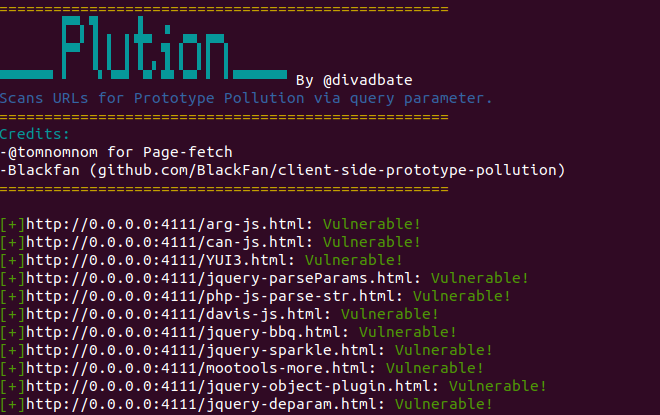 ==================================================
Plution
By @divadbate
Scans URLs for Prototype Pollution via query parameter.
==================================================
Credits:
-@tomnomnom for Page-fetch
-Blackfan (github.com/BlackFan/client-side-prototype-pollution)
==================================================
[+]http://0.0.0.0:4111/arg-js.html: Vulnerable!
[+]http://0.0.0.0:4111/can-js.html: Vulnerable!
[+]http://0.0.0.0:4111/YUI3.html: Vulnerable!
[+]http://0.0.0.0:4111/jquery-parseParams.html: Vulnerable!
[+]http://0.0.0.0:4111/php-js-parse-str.html: Vulnerable!
[+]http://0.0.0.0:4111/davis-js.html: Vulnerable!
[+]http://0.0.0.0:4111/jquery-bbq.html: Vulnerable!
[+]http://0.0.0.0:4111/jquery-sparkle.html: Vulnerable!
[+]http://0.0.0.0:4111/mootools-more.html: Vulnerable!
[+]http://0.0.0.0:4111/jquery-object-plugin.html: Vulnerable!
[+]http://0.0.0.0:4111/jquery-deparam.html: Vulnerable!